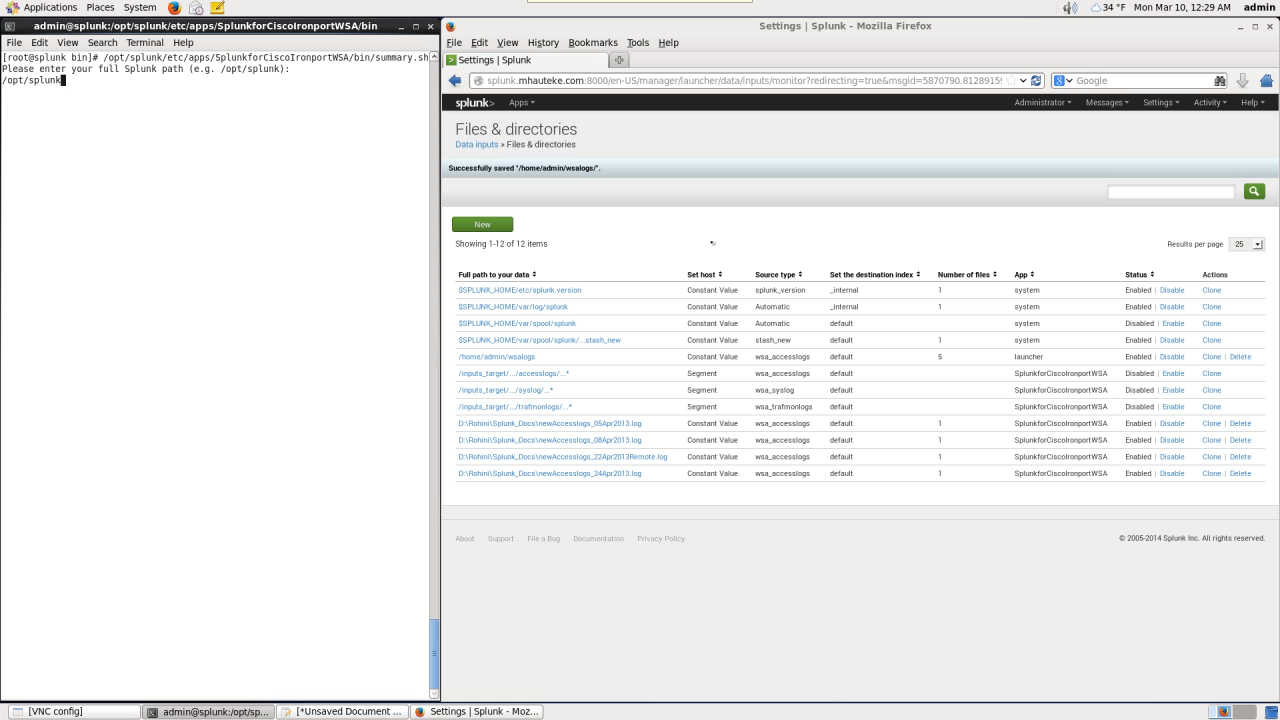 Applications Places System
34 °F Mon Mar 10, 12:29 AM admin
admin@splunk:/opt/splunk/etc/apps/SplunkforCiscoIronportWSA/bin
File Edit View Search Terminal Help
[root@splunk bin]# /opt/splunk/etc/apps/SplunkforCiscoIronportWSA/bin/summary.sh
Please enter your full Splunk path (e.g. /opt/splunk):
/opt/splunk
Settings | Splunk - Mozilla Firefox
File Edit View History Bookmarks Tools Help
Settings | Splunk
splunk.mhauteke.com:8000/en-US/manager/launcher/data/inputs/monitor?redirecting=true&msgid=5870790.8128915
Google
splunk> Apps Administrator Messages Settings Activity Help
Files & directories
Data inputs » Files & directories
Successfully saved "/home/admin/wsalogs/".
New
Showing 1-12 of 12 items
Results per page 25
Full path to your data Set host Source type Set the destination index Number of files App Status Actions
$SPLUNK_HOME/etc/splunk.version Constant Value splunk_version _internal 1 system Enabled | Disable Clone
$SPLUNK_HOME/var/log/splunk Constant Value Automatic _internal 1 system Enabled | Disable Clone
$SPLUNK_HOME/var/spool/splunk Constant Value Automatic default system Disabled | Enable Clone
$SPLUNK_HOME/var/spool/splunk/...stash_new Constant Value stash_new default 1 system Enabled | Disable Clone
/home/admin/wsalogs Constant Value wsa_accesslogs default 5 launcher Enabled | Disable Clone | Delete
/inputs_target/.../accesslogs/...* Segment wsa_accesslogs default SplunkforCiscoIronportWSA Disabled | Enable Clone
/inputs_target/.../syslog/...* Segment wsa_syslog default SplunkforCiscoIronportWSA Disabled | Enable Clone
/inputs_target/.../trafmonlogs/...* Segment wsa_trafmonlogs default SplunkforCiscoIronportWSA Disabled | Enable Clone
D:\Rohini\Splunk_Docs\newAccesslogs_05Apr2013.log Constant Value wsa_accesslogs default 1 SplunkforCiscoIronportWSA Enabled | Disable Clone | Delete
D:\Rohini\Splunk_Docs\newAccesslogs_08Apr2013.log Constant Value wsa_accesslogs default 1 SplunkforCiscoIronportWSA Enabled | Disable Clone | Delete
D:\Rohini\Splunk_Docs\newAccesslogs_22Apr2013Remote.log Constant Value wsa_accesslogs default 1 SplunkforCiscoIronportWSA Enabled | Disable Clone | Delete
D:\Rohini\Splunk_Docs\newAccesslogs_24Apr2013.log Constant Value wsa_accesslogs default 1 SplunkforCiscoIronportWSA Enabled | Disable Clone | Delete
About Support File a Bug Documentation Privacy Policy
© 2005-2014 Splunk Inc. All rights reserved.
[VNC config] admin@splunk:/opt/sp... [*Unsaved Document ... Settings | Splunk - Moz...